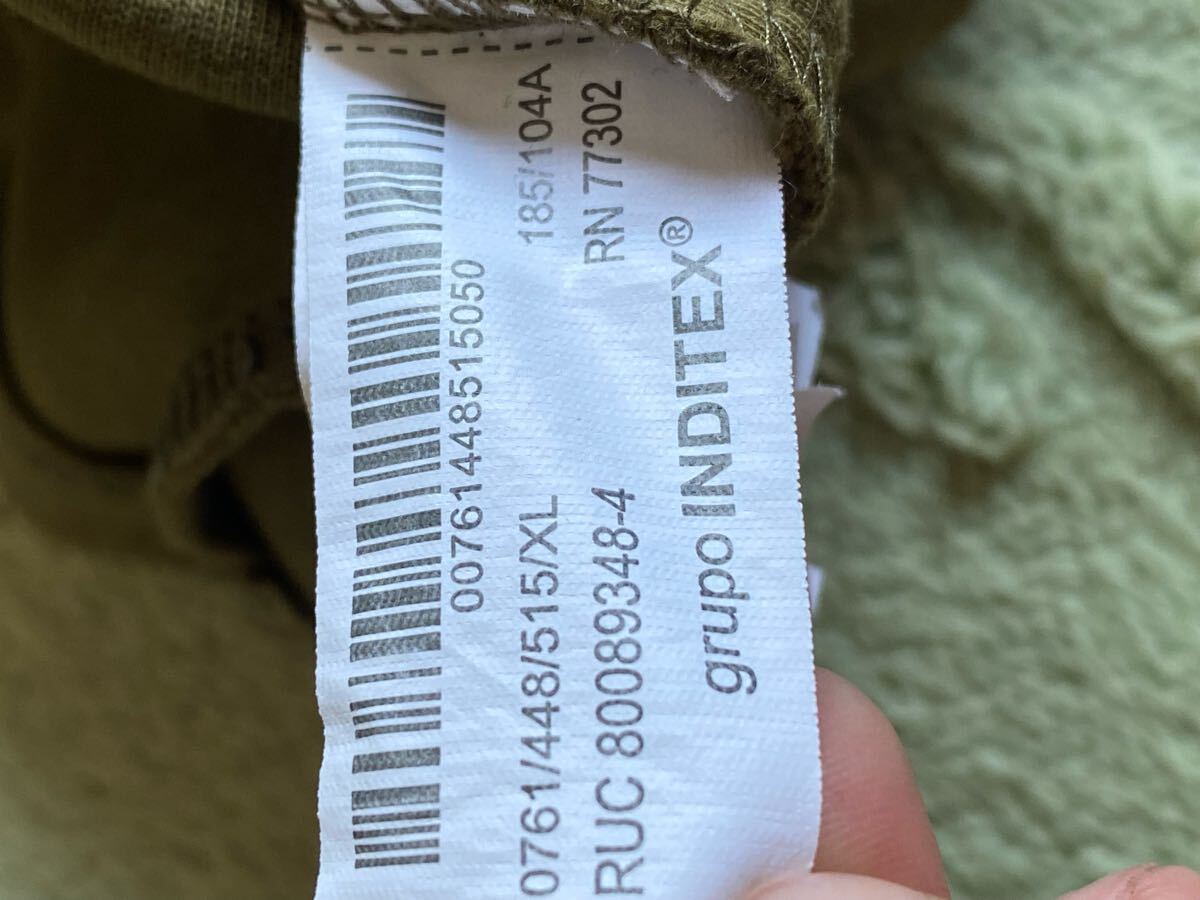 00761448515050
0761/448/515/XL 185/104A
RUC 80089348-4 RN 77302
grupo INDITEX®